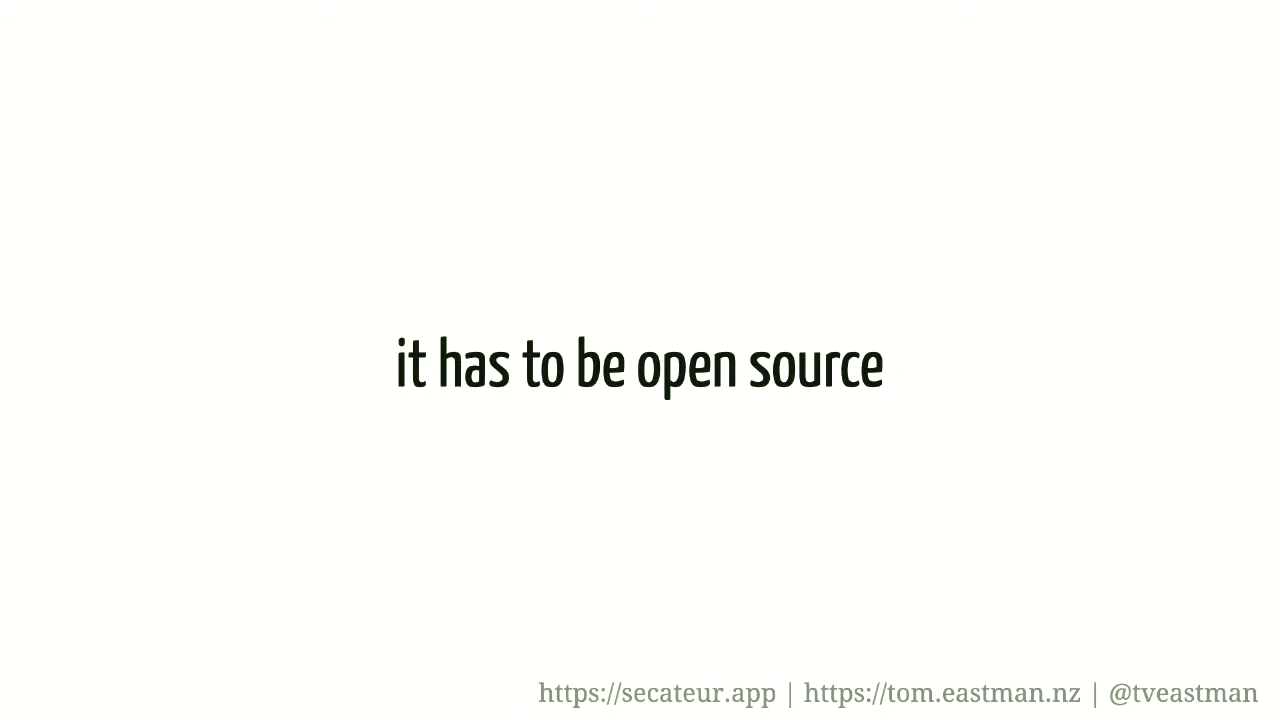 it has to be open source
https://secateur.app | https://tom.eastman.nz | @tveastman